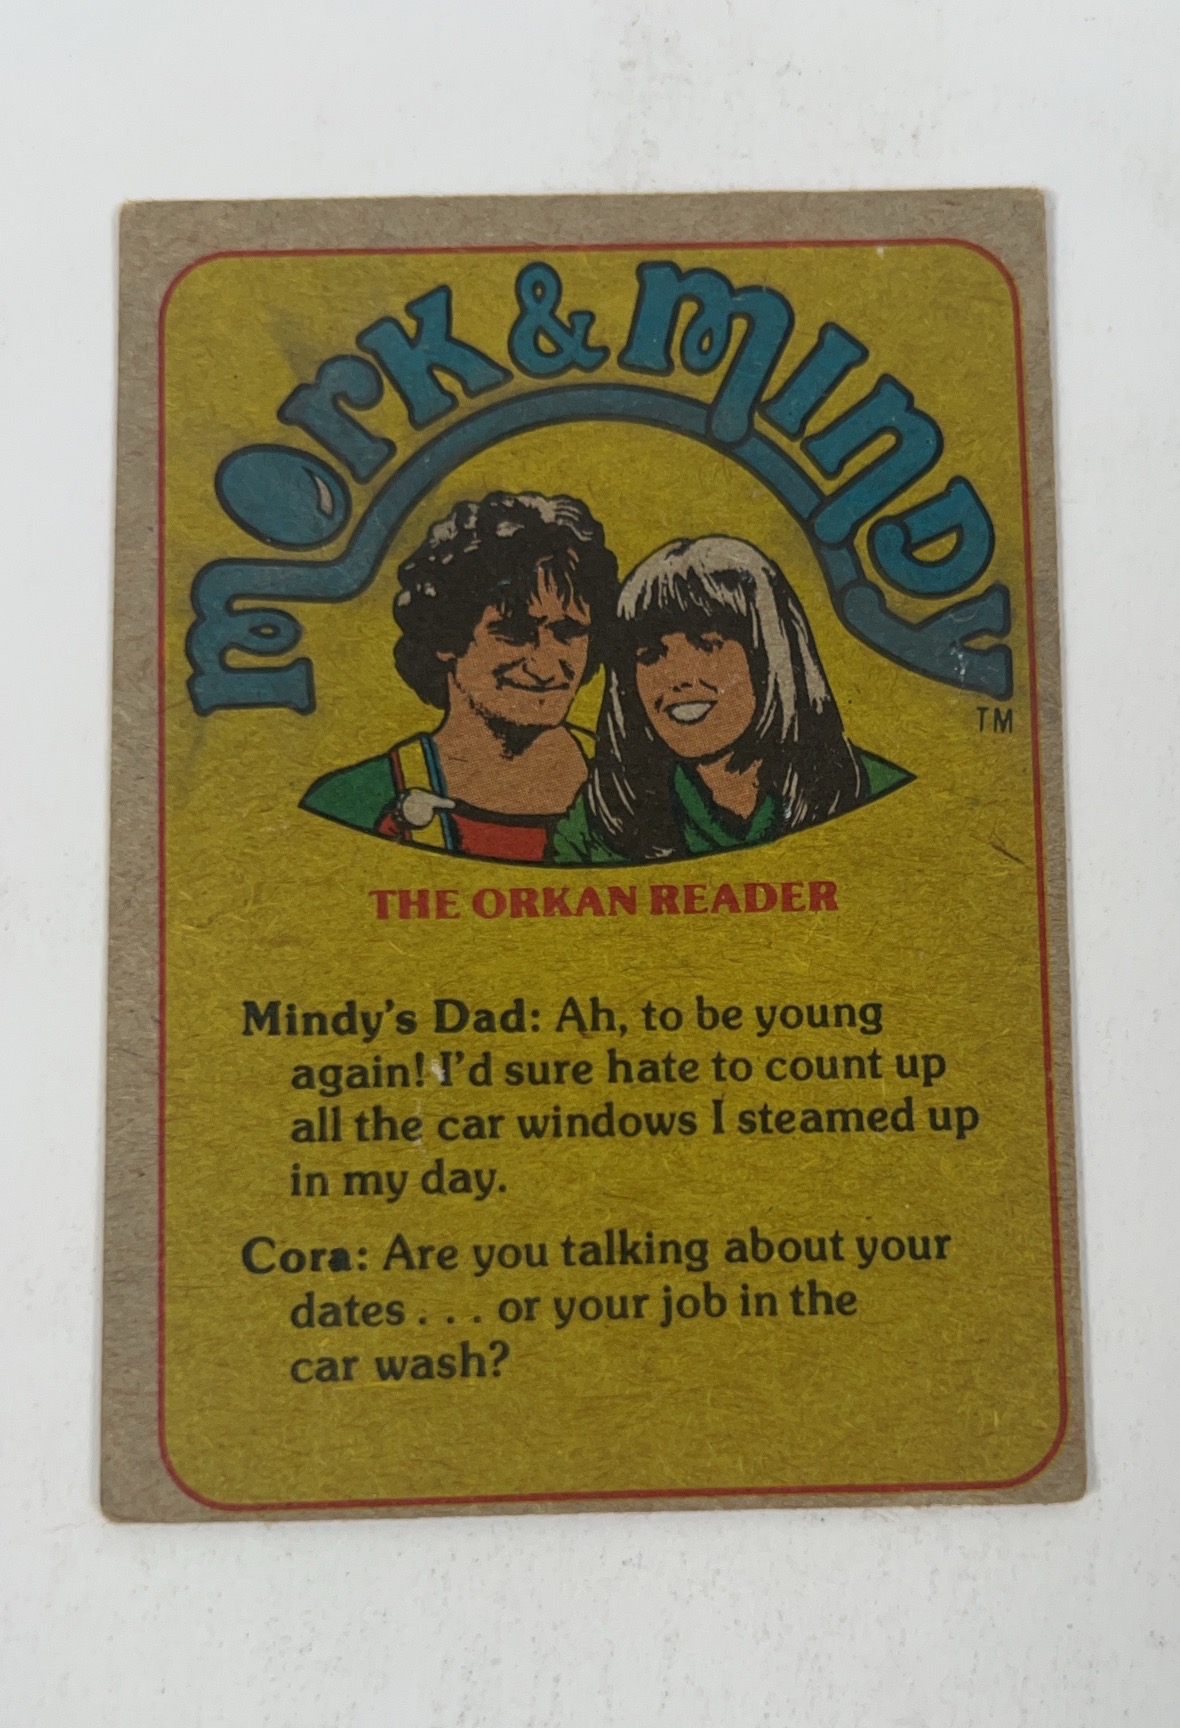 Mork & Mindy
TM
THE ORKAN READER
Mindy's Dad: Ah, to be young
again! I'd sure hate to count up
all the car windows I steamed up
in my day.
Cora: Are you talking about your
dates . . . or your job in the
car wash?